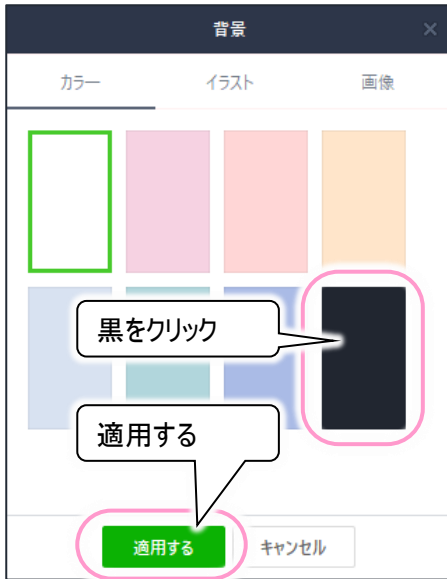 背景
カラー
イラスト
画像
黒をクリック
適用する
適用する
キャンセル